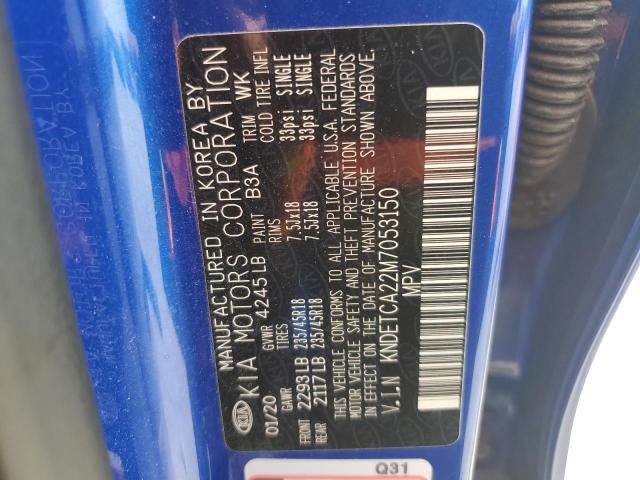 MANUFACTURED IN KOREA BY
KIA KIA MOTORS CORPORATION
01/20 GVWR 4245LB PAINT B3A TRIM WK
GAWR TIRES RIMS COLD TIRE INFL
FRONT 2293LB 235/45R18 7.5Jx18 33psi SINGLE
REAR 2117LB 235/45R18 7.5Jx18 33psi SINGLE
THIS VEHICLE CONFORMS TO ALL APPLICABLE U.S.A. FEDERAL
MOTOR VEHICLE SAFETY AND THEFT PREVENTION STANDARDS
IN EFFECT ON THE DATE OF MANUFACTURE SHOWN ABOVE.
V.I.N KNDETCA22M7053150
MPV
Q31